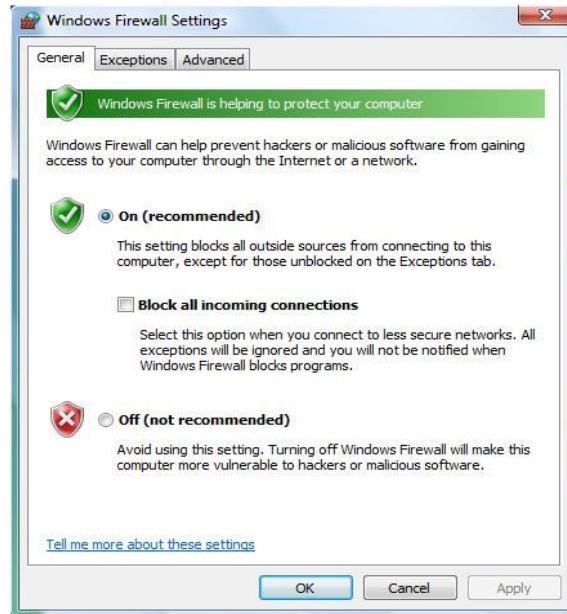 Windows Firewall Settings
General Exceptions Advanced
Windows Firewall is helping to protect your computer
Windows Firewall can help prevent hackers or malicious software from gaining
access to your computer through the Internet or a network.
On (recommended)
This setting blocks all outside sources from connecting to this
computer, except for those unblocked on the Exceptions tab.
Block all incoming connections
Select this option when you connect to less secure networks. All
exceptions will be ignored and you will not be notified when
Windows Firewall blocks programs.
Off (not recommended)
Avoid using this setting. Turning off Windows Firewall will make this
computer more vulnerable to hackers or malicious software.
Tell me more about these settings
OK Cancel Apply